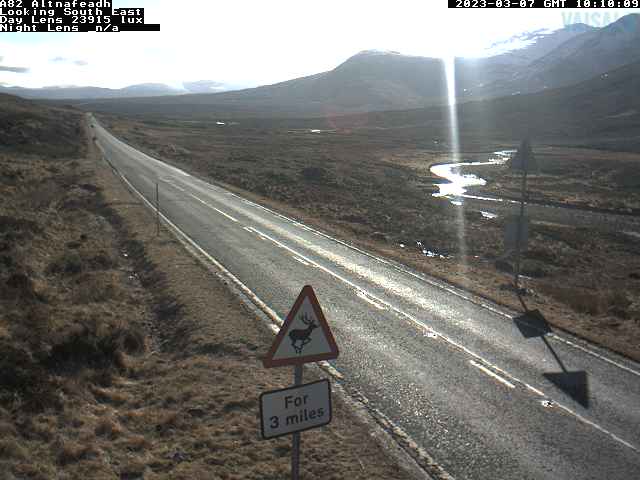 A82 Altnafeadh
Looking South East
Day Lens 23915 lux
Night Lens n/a
2023-03-07 GMT 10:10:09
VAISALA
For
3 miles